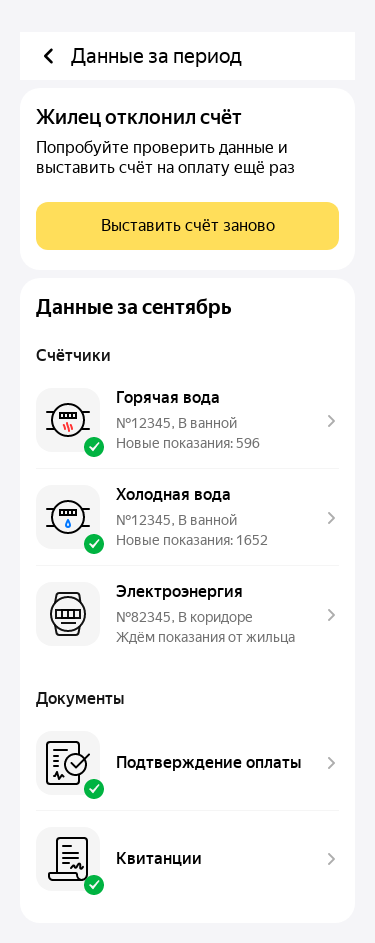 Данные за период
Жилец отклонил счёт
Попробуйте проверить данные и
выставить счёт на оплату ещё раз
Выставить счёт заново
Данные за сентябрь
Счётчики
Горячая вода
№12345, В ванной
Новые показания: 596
Холодная вода
№12345, В ванной
Новые показания: 1652
Электроэнергия
№82345, В коридоре
Ждём показания от жильца
Документы
Подтверждение оплаты
Квитанции